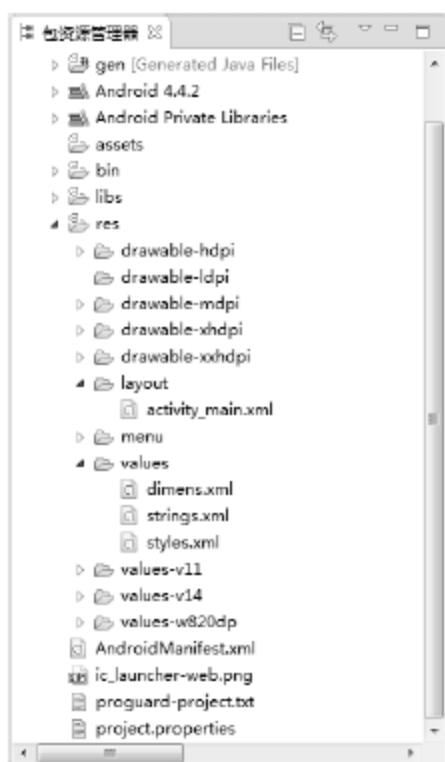 包资源管理器
gen [Generated Java Files]
Android 4.4.2
Android Private Libraries
assets
bin
libs
res
drawable-hdpi
drawable-ldpi
drawable-mdpi
drawable-xhdpi
drawable-xxhdpi
layout
activity_main.xml
menu
values
dimens.xml
strings.xml
styles.xml
values-v11
values-v14
values-w820dp
AndroidManifest.xml
ic_launcher-web.png
proguard-project.txt
project.properties